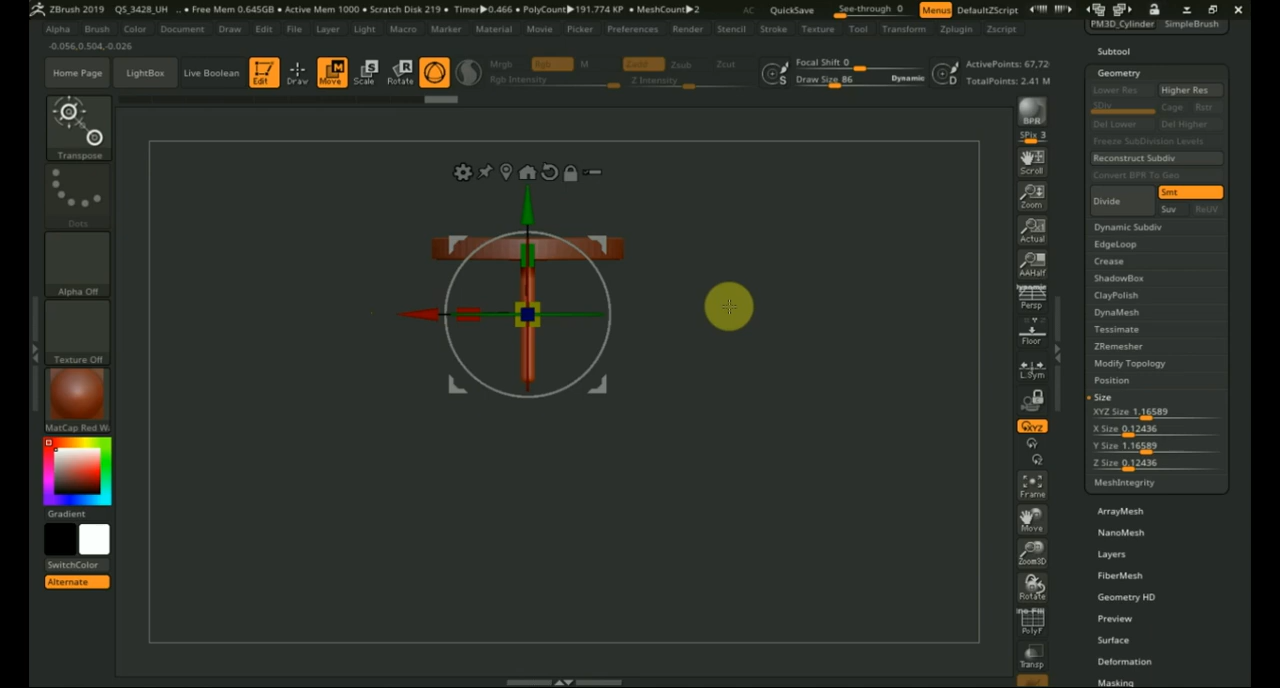 ZBrush 2019 QS_3428_UH .. • Free Mem 0.645GB • Active Mem 1000 • Scratch Disk 219 • Timer▶0.466 • PolyCount▶191.774 KP • MeshCount▶2 AC QuickSave See-through 0 Menus DefaultZScript
Alpha Brush Color Document Draw Edit File Layer Light Macro Marker Material Movie Picker Preferences Render Stencil Stroke Texture Tool Transform Zplugin Zscript
-0.056,0.504,-0.026
Home Page LightBox Live Boolean Edit Draw Move Scale Rotate
Mrgb Rgb M Zadd Zsub Zcut
Rgb Intensity Z Intensity
Focal Shift 0
Draw Size 86 Dynamic
S D
ActivePoints: 67,72
TotalPoints: 2.41 M
Transpose
Dots
Alpha Off
Texture Off
MatCap Red W
Gradient
SwitchColor
Alternate
BPR
SPix 3
Scroll
Zoom
Actual
AAHalf
Dynamic
Persp
Floor
L.Sym
XYZ
Frame
Move
Zoom3D
Rotate
PolyF
Transp
PM3D_Cylinder SimpleBrush
Subtool
Geometry
Lower Res Higher Res
SDiv Cage Rstr
Del Lower Del Higher
Freeze SubDivision Levels
Reconstruct Subdiv
Convert BPR To Geo
Divide Smt
Suv ReUV
Dynamic Subdiv
EdgeLoop
Crease
ShadowBox
ClayPolish
DynaMesh
Tessimate
ZRemesher
Modify Topology
Position
Size
XYZ Size 1.16589
X Size 0.12436
Y Size 1.16589
Z Size 0.12436
MeshIntegrity
ArrayMesh
NanoMesh
Layers
FiberMesh
Geometry HD
Preview
Surface
Deformation
Masking